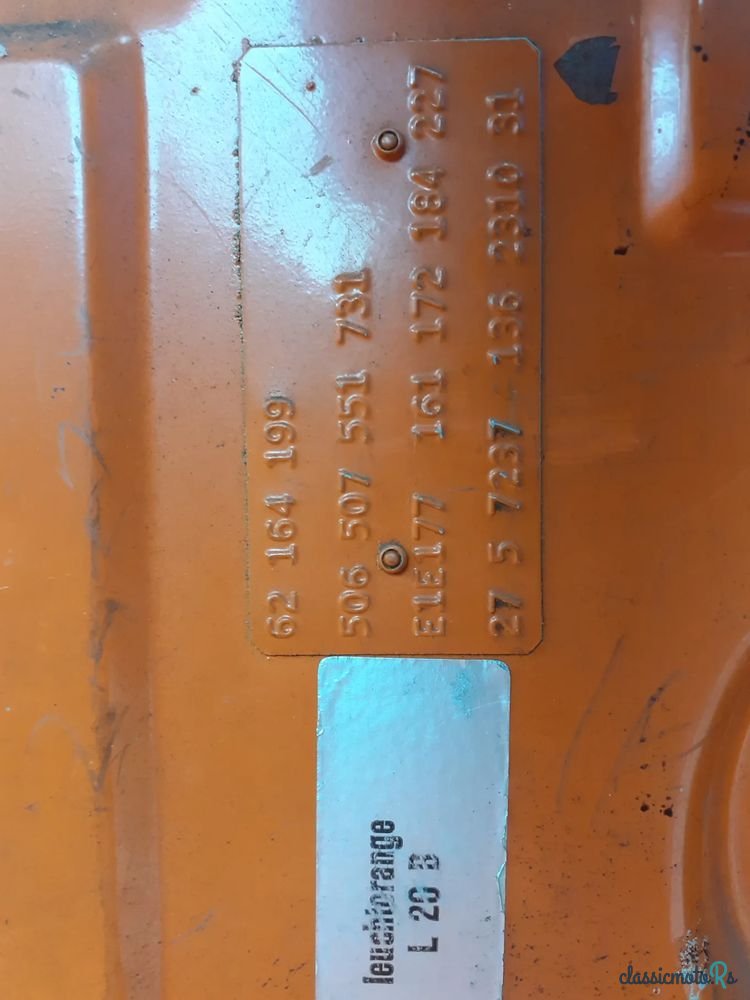 62 164 199
506 507 551 731
E1E177 161 172 184 227
27 5 7237 136 2310 31
leuchtorange
L 20 B
classicmotoRs